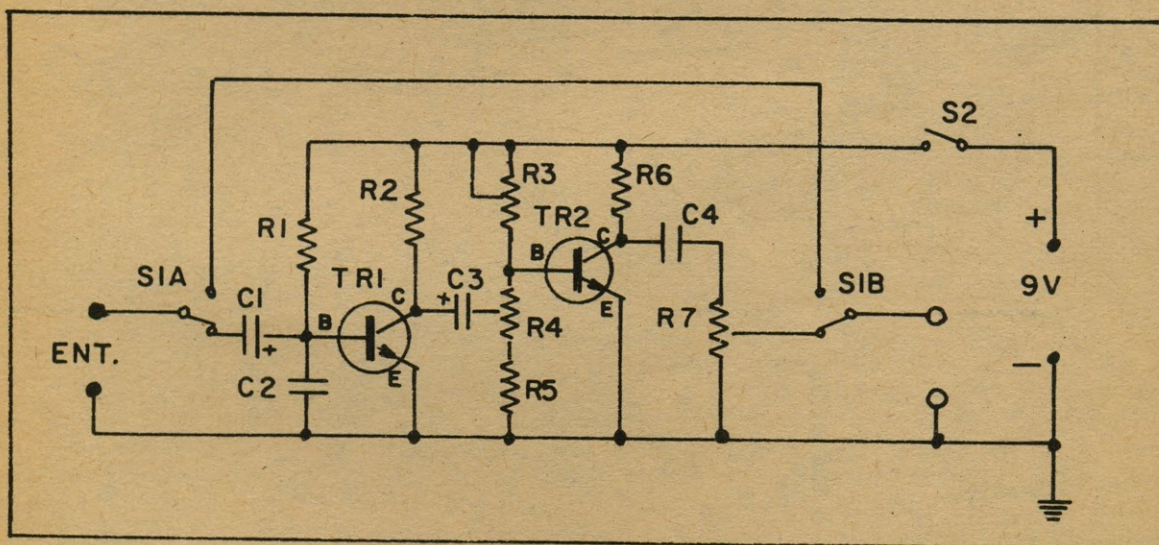 S2
R3
R6
R2
TR2
C4
R1
C
B
S1A
TR1
C3
+
C1
C
+
9V
S1B
B
E
R4
R7
ENT.
+
C2
E
R5
−